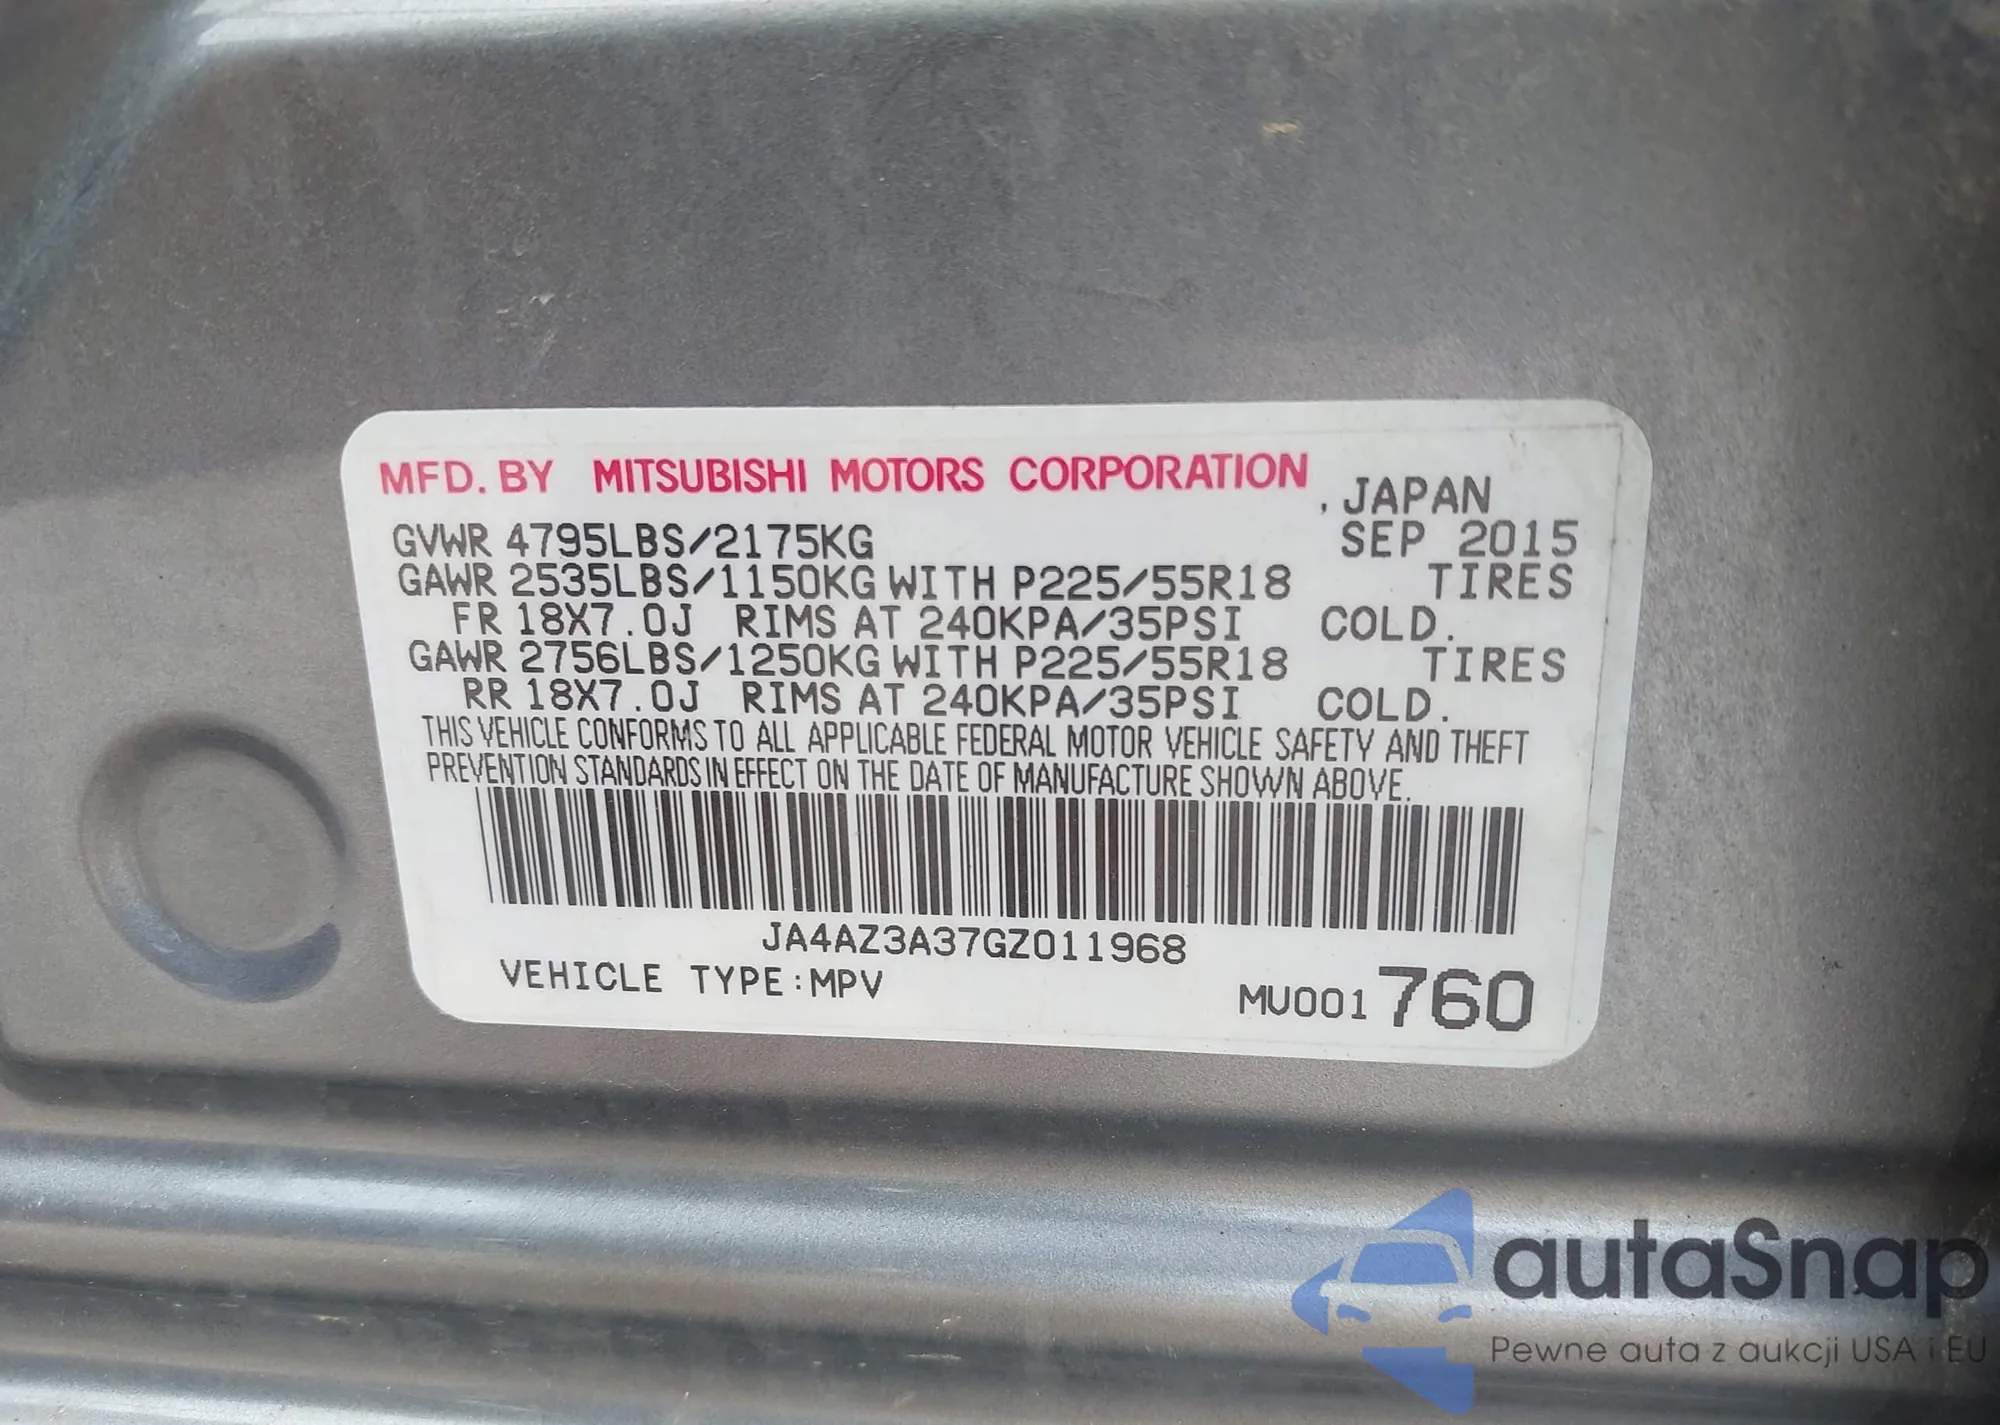 MFD. BY MITSUBISHI MOTORS CORPORATION , JAPAN
GVWR 4795LBS/2175KG SEP 2015
GAWR 2535LBS/1150KG WITH P225/55R18 TIRES
FR 18X7.0J RIMS AT 240KPA/35PSI COLD.
GAWR 2756LBS/1250KG WITH P225/55R18 TIRES
RR 18X7.0J RIMS AT 240KPA/35PSI COLD.
THIS VEHICLE CONFORMS TO ALL APPLICABLE FEDERAL MOTOR VEHICLE SAFETY AND THEFT
PREVENTION STANDARDS IN EFFECT ON THE DATE OF MANUFACTURE SHOWN ABOVE.
JA4AZ3A37GZ011968
VEHICLE TYPE:MPV MU001 760
autaSnap
Pewne auta z aukcji USA i EU